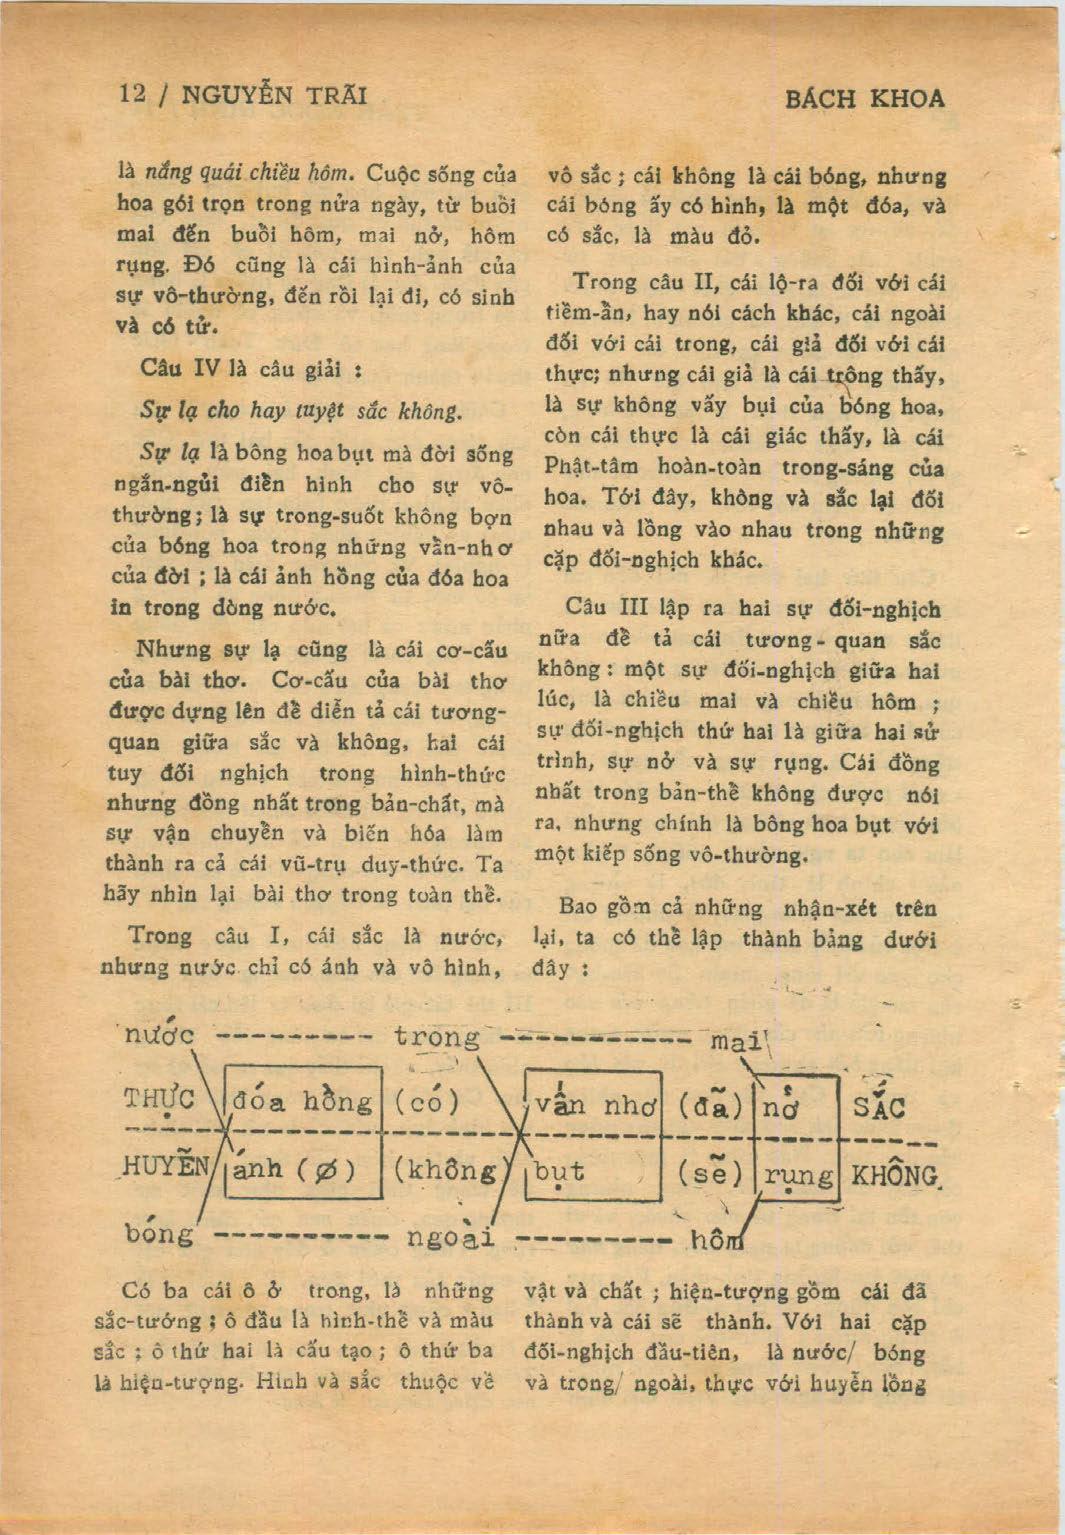 12 / NGUYỄN TRÃI
BÁCH KHOA
là nắng quái chiều hôm. Cuộc sống của
hoa gói trọn trong nửa ngày, từ buổi
mai đến buổi hôm, mai nở, hôm
rụng. Đó cũng là cái hình-ảnh của
sự vô-thường, đến rồi lại đi, có sinh
và có tử.
Câu IV là câu giải :
Sự lạ cho hay tuyệt sắc không.
Sự lạ là bông hoa bụt mà đời sống
ngắn-ngủi điển hình cho sự vô-
thường; là sự trong-suốt không bợn
của bóng hoa trong những vẩn-nhơ
của đời ; là cái ảnh hồng của đóa hoa
in trong dòng nước.
Nhưng sự lạ cũng là cái cơ-cấu
của bài thơ. Cơ-cấu của bài thơ
được dựng lên để diễn tả cái tương-
quan giữa sắc và không, hai cái
tuy đối nghịch trong hình-thức
nhưng đồng nhất trong bản-chất, mà
sự vận chuyển và biến hóa làm
thành ra cả cái vũ-trụ duy-thức. Ta
hãy nhìn lại bài thơ trong toàn thể.
Trong câu I, cái sắc là nước,
nhưng nước chỉ có ánh và vô hình,
vô sắc ; cái không là cái bóng, nhưng
cái bóng ấy có hình, là một đóa, và
có sắc, là màu đỏ.
Trong câu II, cái lộ-ra đối với cái
tiềm-ẩn, hay nói cách khác, cái ngoài
đối với cái trong, cái giả đối với cái
thực; nhưng cái giả là cái trông thấy,
là sự không vấy bụi của bóng hoa,
còn cái thực là cái giác thấy, là cái
Phật-tâm hoàn-toàn trong-sáng của
hoa. Tới đây, không và sắc lại đối
nhau và lồng vào nhau trong những
cặp đối-nghịch khác.
Câu III lập ra hai sự đối-nghịch
nữa để tả cái tương-quan sắc
không : một sự đối-nghịch giữa hai
lúc, là chiều mai và chiều hôm ;
sự đối-nghịch thứ hai là giữa hai sử
trình, sự nở và sự rụng. Cái đồng
nhất trong bản-thể không được nói
ra, nhưng chính là bông hoa bụt với
một kiếp sống vô-thường.
Bao gồm cả những nhận-xét trên
lại, ta có thể lập thành bảng dưới
đây :
nước ---------- trong ------------ mai
THỰC đóa hồng (có) vấn nhơ (đã) nở SẮC
HUYỄN ánh (Ø) (không) bụt (sẽ) rụng KHÔNG
bóng ----------- ngoài ---------- hôm
Có ba cái ô ở trong, là những
sắc-tướng ; ô đầu là hình-thể và màu
sắc ; ô thứ hai là cấu tạo ; ô thứ ba
là hiện-tượng. Hình và sắc thuộc về
vật và chất ; hiện-tượng gồm cái đã
thành và cái sẽ thành. Với hai cặp
đối-nghịch đầu-tiên, là nước/ bóng
và trong/ ngoài, thực với huyễn lồng